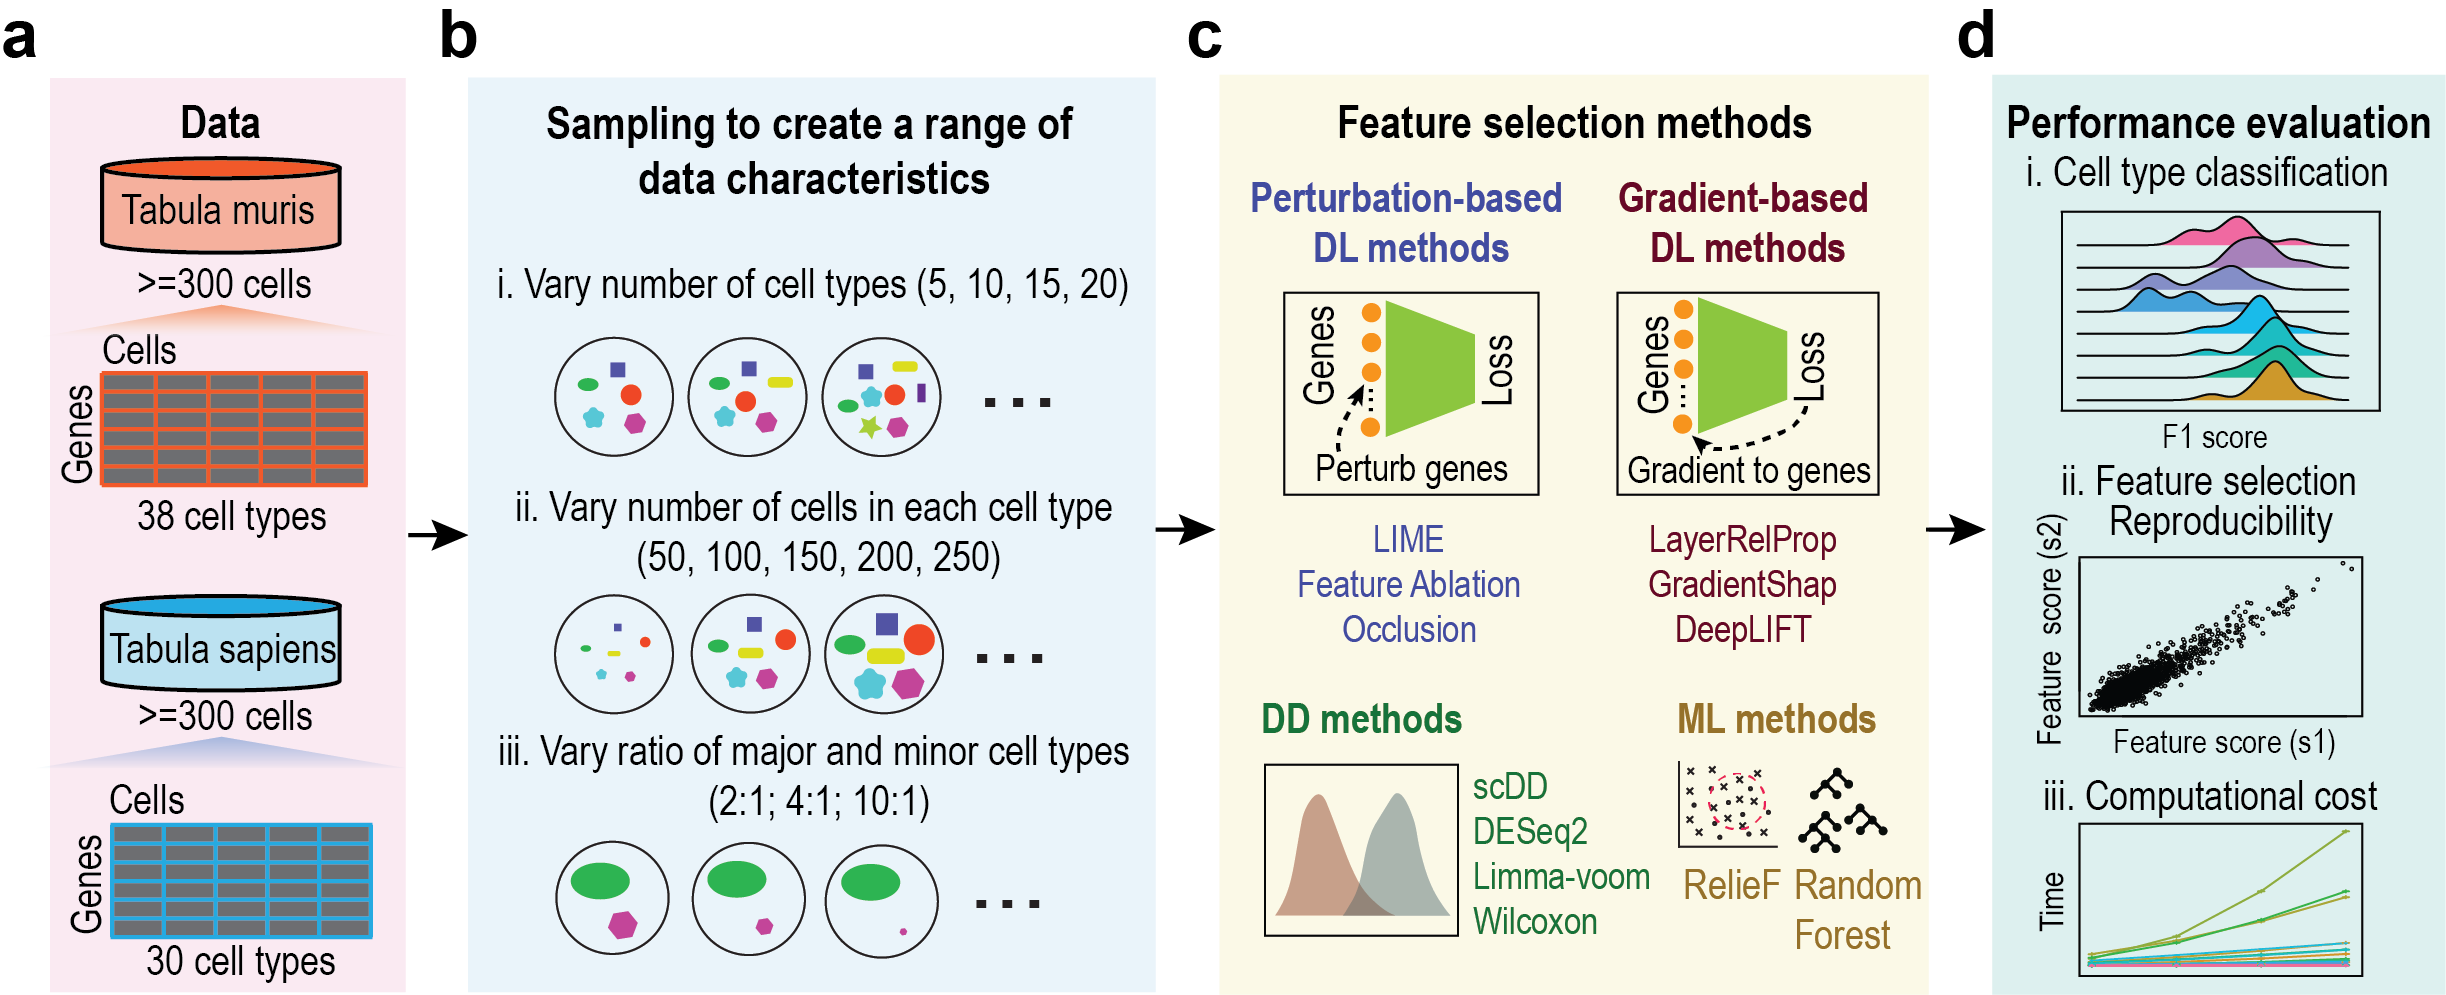 a
Data
Tabula muris
>=300 cells
Cells
Genes
38 cell types
Tabula sapiens
>=300 cells
Cells
Genes
30 cell types
b
Sampling to create a range of
data characteristics
i. Vary number of cell types (5, 10, 15, 20)
ii. Vary number of cells in each cell type
(50, 100, 150, 200, 250)
iii. Vary ratio of major and minor cell types
(2:1; 4:1; 10:1)
c
Feature selection methods
Perturbation-based
DL methods
Genes
Loss
Perturb genes
LIME
Feature Ablation
Occlusion
Gradient-based
DL methods
Genes
Loss
Gradient to genes
LayerRelProp
GradientShap
DeepLIFT
DD methods
scDD
DESeq2
Limma-voom
Wilcoxon
ML methods
RelieF
Random
Forest
d
Performance evaluation
i. Cell type classification
F1 score
ii. Feature selection
Reproducibility
Feature score (s2)
Feature score (s1)
iii. Computational cost
Time